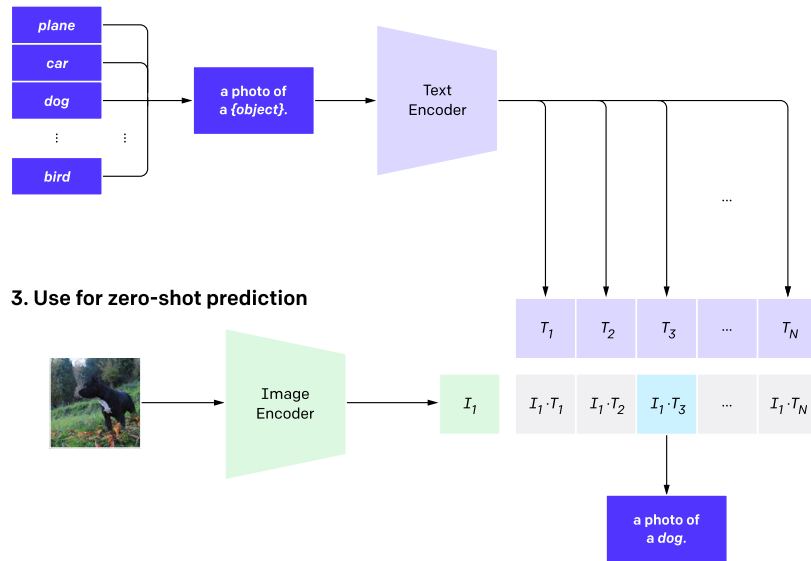 plane
car
dog
⋮ ⋮
bird
a photo of
a {object}.
Text
Encoder
...
3. Use for zero-shot prediction
T1 T2 T3 ... TN
Image
Encoder
I1
I1·T1 I1·T2 I1·T3 ... I1·TN
a photo of
a dog.